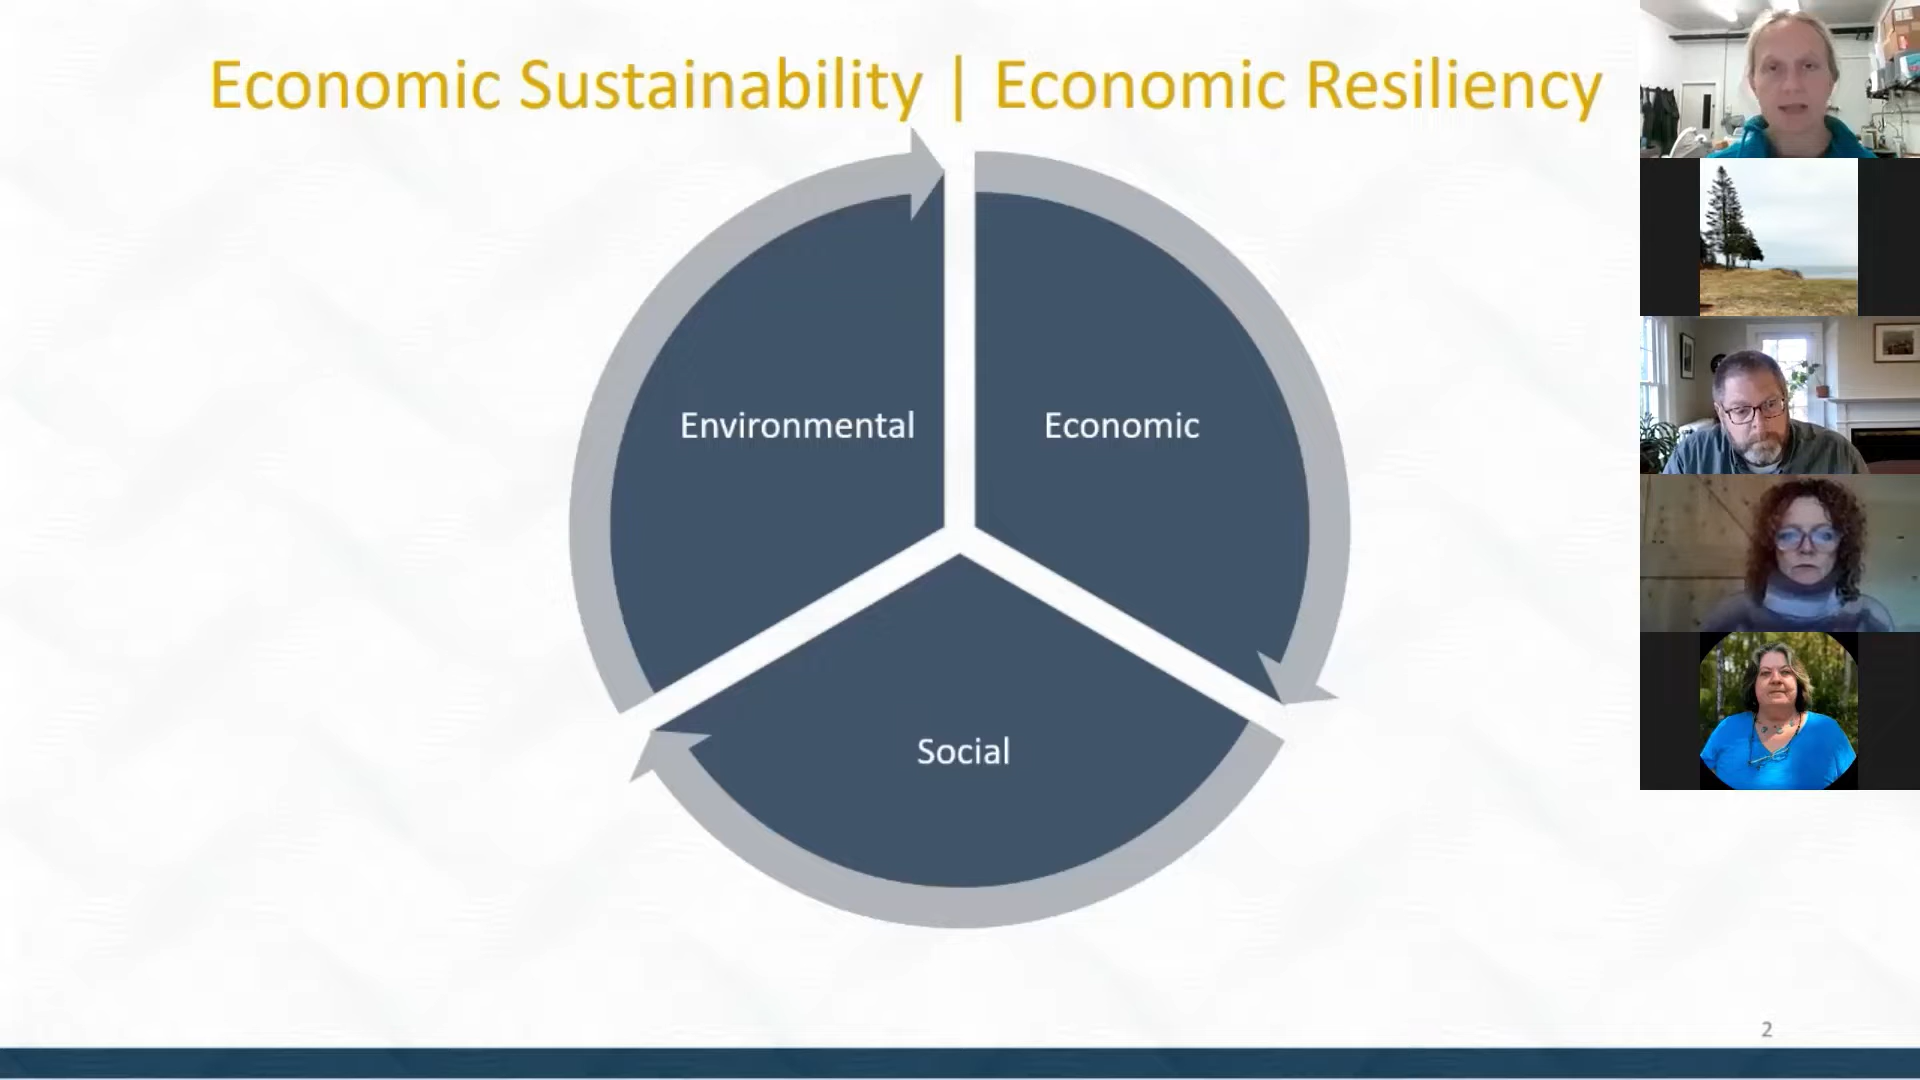 Economic Sustainability | Economic Resiliency
Environmental
Economic
Social
2